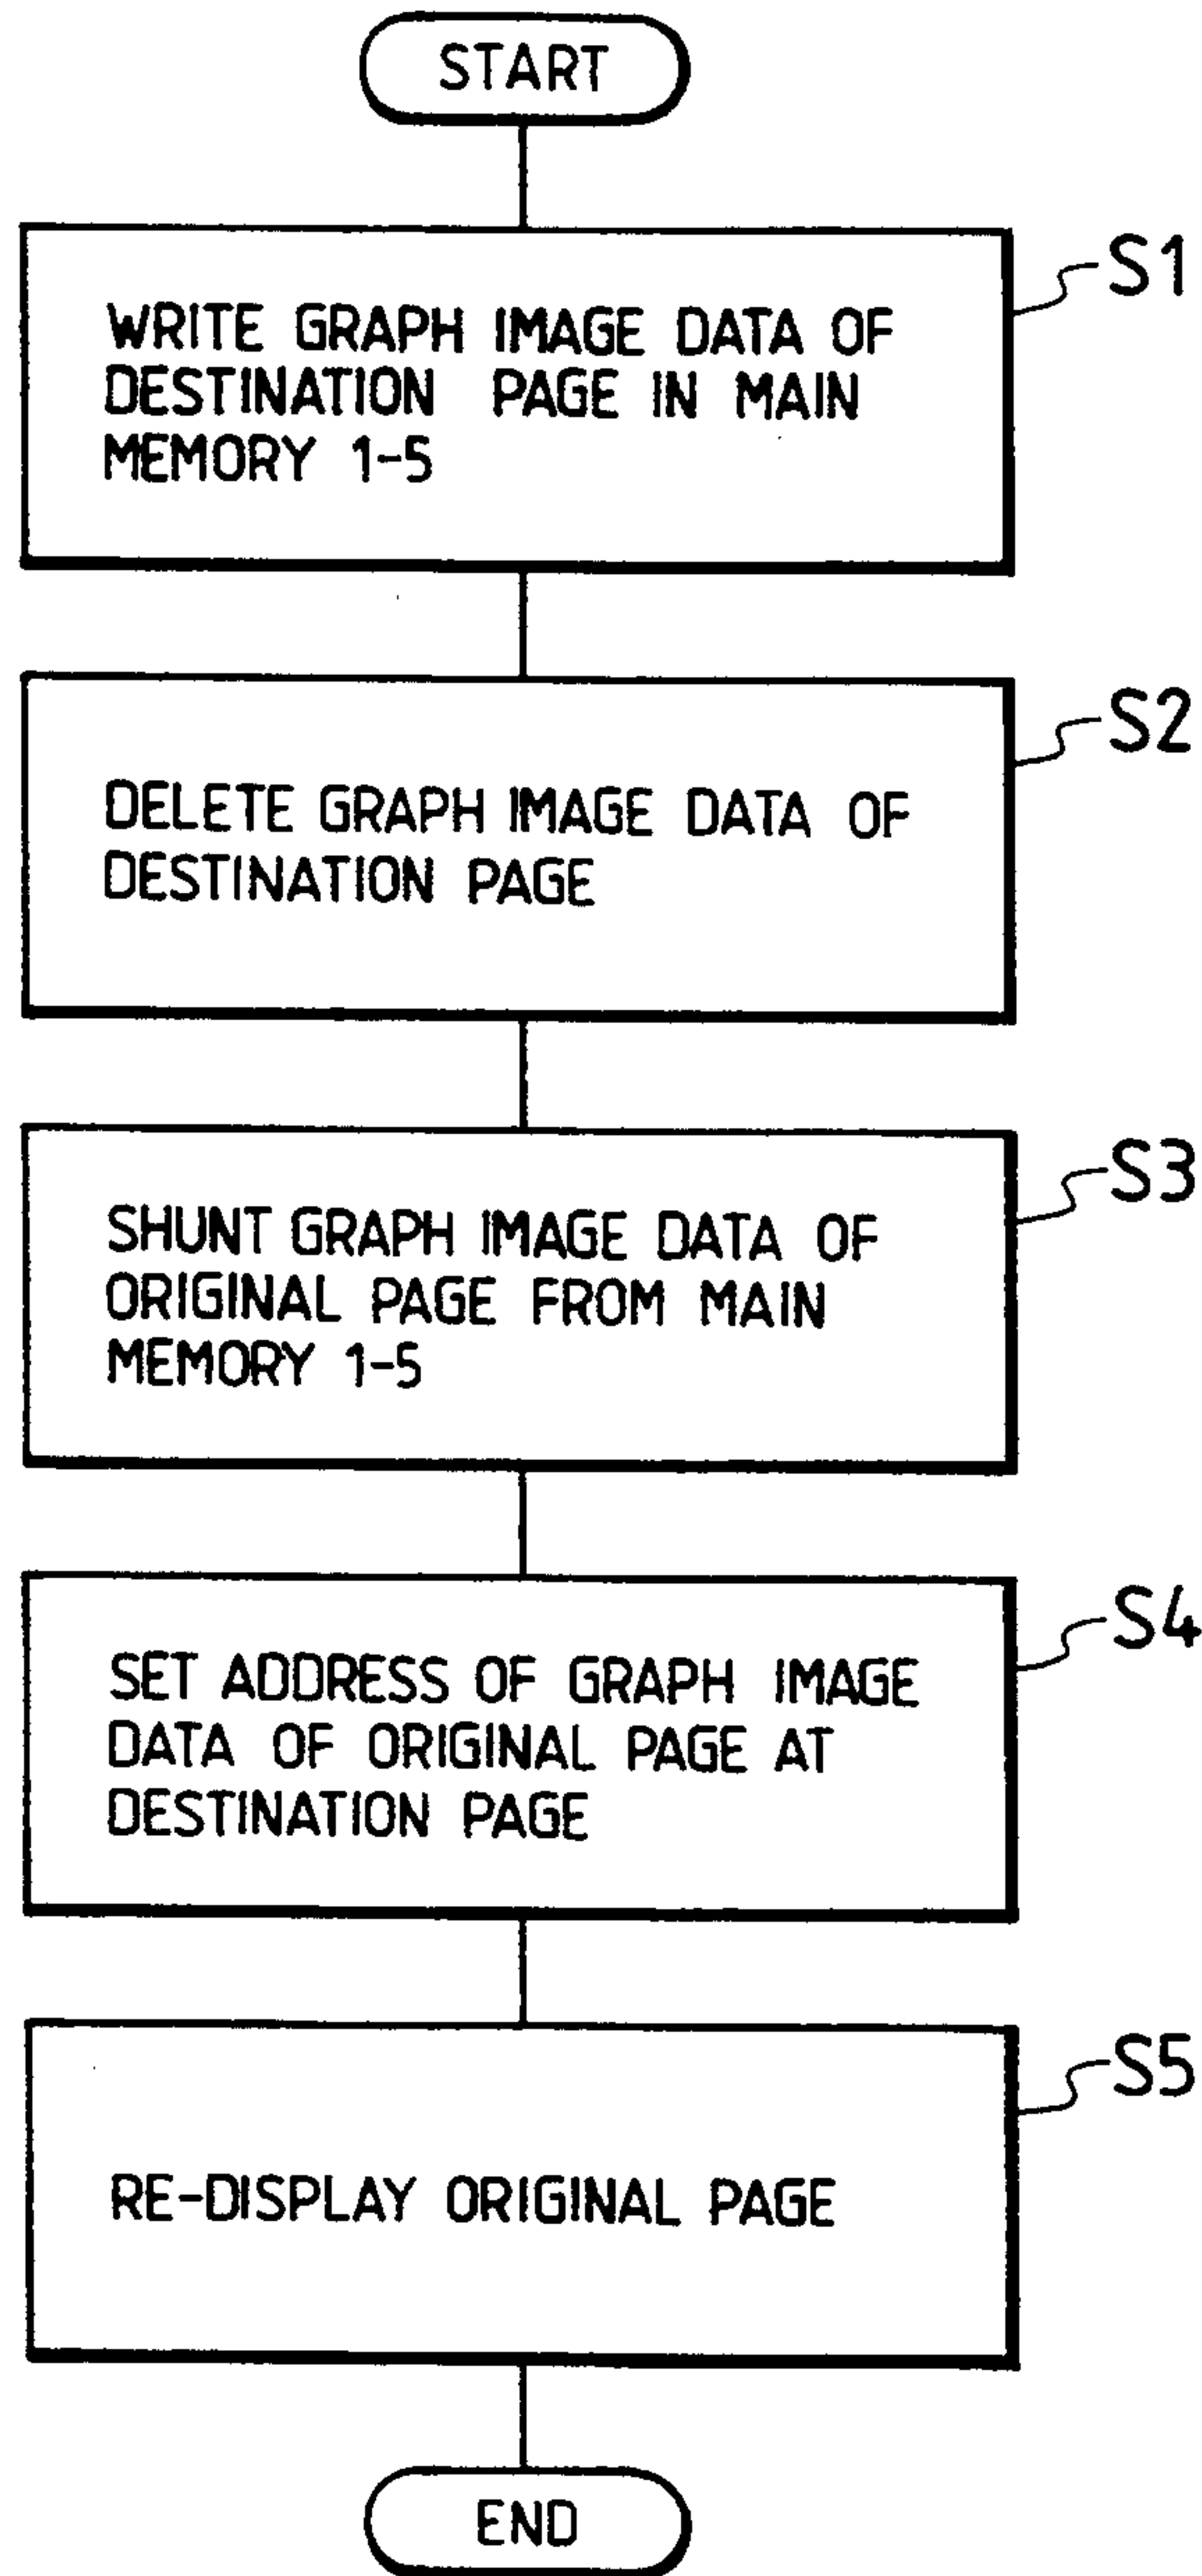 START
S1
WRITE GRAPH IMAGE DATA OF
DESTINATION PAGE IN MAIN
MEMORY 1-5
S2
DELETE GRAPH IMAGE DATA OF
DESTINATION PAGE
S3
SHUNT GRAPH IMAGE DATA OF
ORIGINAL PAGE FROM MAIN
MEMORY 1-5
S4
SET ADDRESS OF GRAPH IMAGE
DATA OF ORIGINAL PAGE AT
DESTINATION PAGE
S5
RE-DISPLAY ORIGINAL PAGE
END